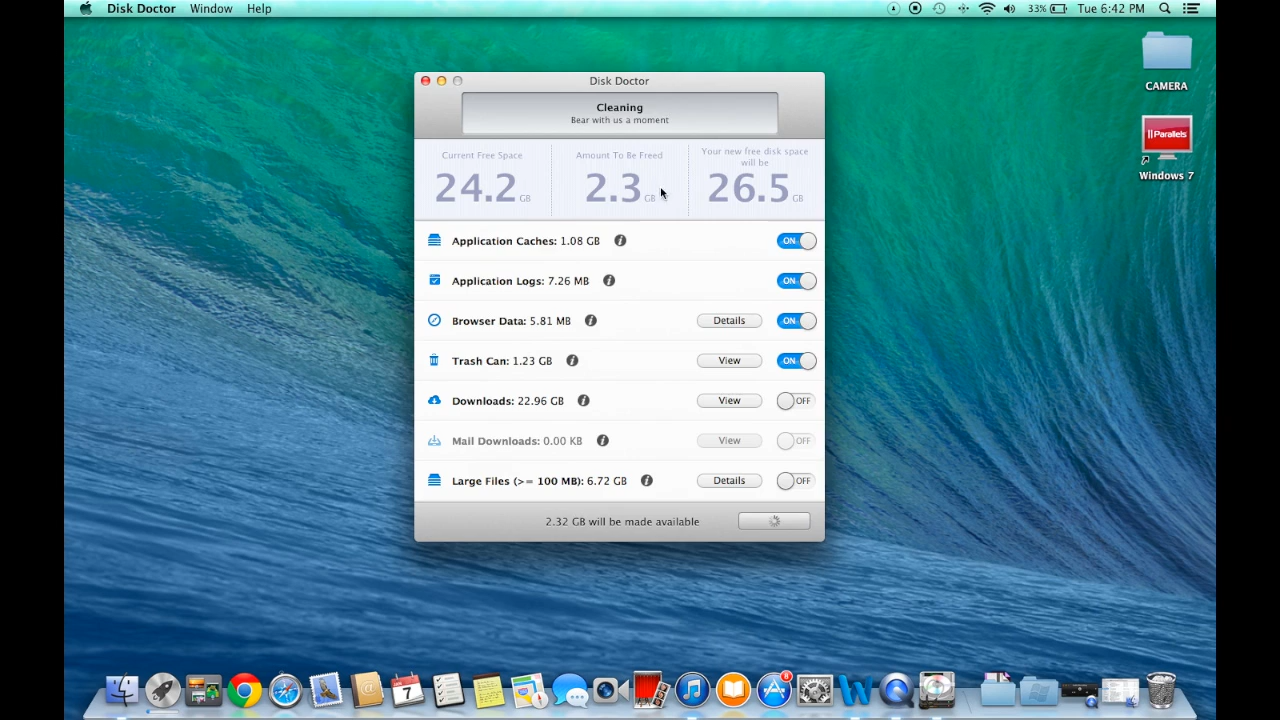 Disk Doctor Window Help 33% Tue 6:42 PM
Disk Doctor
Cleaning
Bear with us a moment
Current Free Space
24.2 GB
Amount To Be Freed
2.3 GB
Your new free disk space
will be
26.5 GB
Application Caches: 1.08 GB ON
Application Logs: 7.26 MB ON
Browser Data: 5.81 MB Details ON
Trash Can: 1.23 GB View ON
Downloads: 22.96 GB View OFF
Mail Downloads: 0.00 KB View OFF
Large Files (>= 100 MB): 6.72 GB Details OFF
2.32 GB will be made available
CAMERA
|| Parallels
Windows 7
7
8